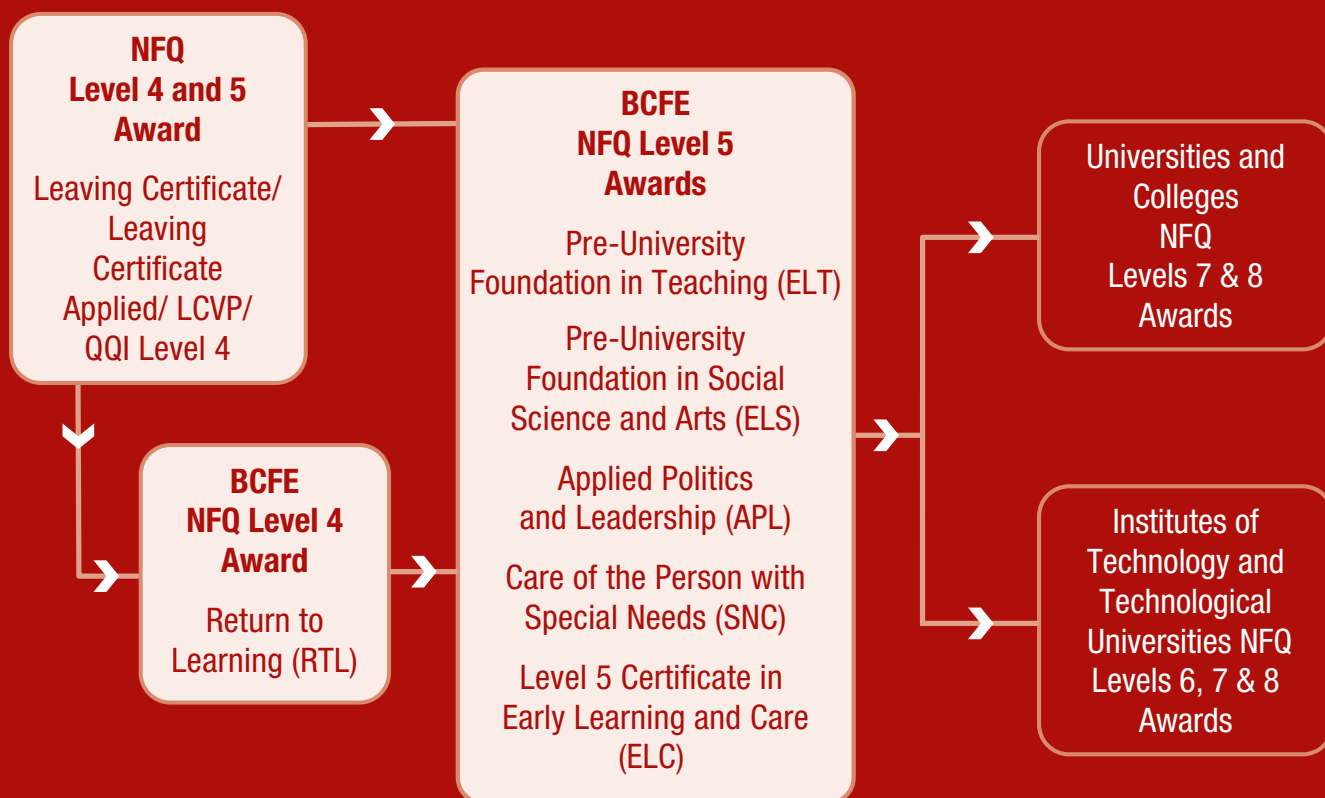 NFQ
Level 4 and 5
Award
Leaving Certificate/
Leaving
Certificate
Applied/ LCVP/
QQI Level 4
BCFE
NFQ Level 4
Award
Return to
Learning (RTL)
BCFE
NFQ Level 5
Awards
Pre-University
Foundation in Teaching (ELT)
Pre-University
Foundation in Social
Science and Arts (ELS)
Applied Politics
and Leadership (APL)
Care of the Person with
Special Needs (SNC)
Level 5 Certificate in
Early Learning and Care
(ELC)
Universities and
Colleges
NFQ
Levels 7 & 8
Awards
Institutes of
Technology and
Technological
Universities NFQ
Levels 6, 7 & 8
Awards